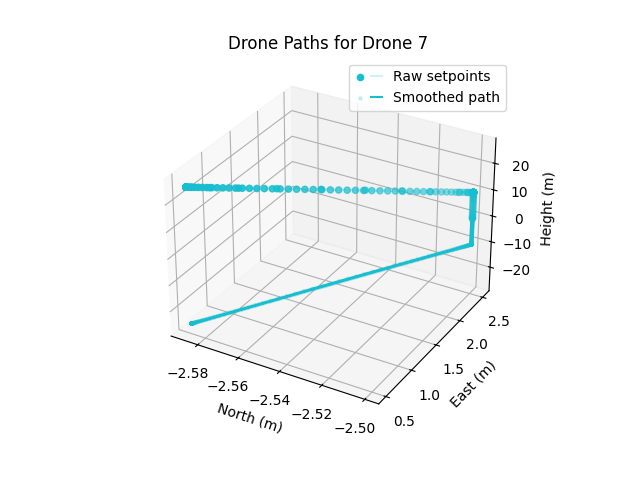 Drone Paths for Drone 7
Raw setpoints
Smoothed path
20
10
0
−10
−20
Height (m)
2.5
2.0
1.5
1.0
0.5
East (m)
−2.58
−2.56
−2.54
−2.52
−2.50
North (m)